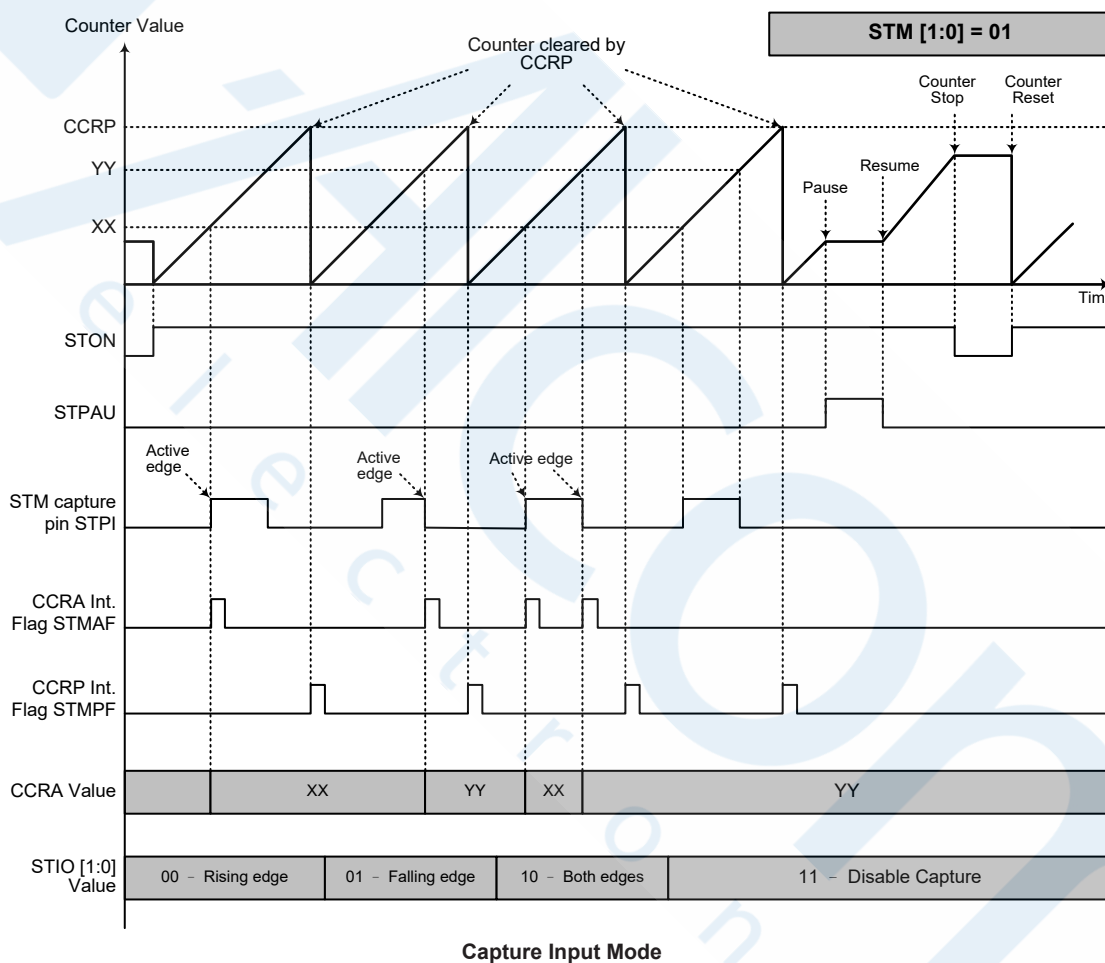 Counter Value
STM [1:0] = 01
Counter cleared by
CCRP
Counter
Stop
Counter
Reset
CCRP
YY
XX
Pause
Resume
Tim
STON
STPAU
Active
edge
Active
edge
Active edge
STM capture
pin STPI
CCRA Int.
Flag STMAF
CCRP Int.
Flag STMPF
CCRA Value
XX
YY
XX
YY
STIO [1:0]
Value
00 - Rising edge
01 - Falling edge
10 - Both edges
11 - Disable Capture
Capture Input Mode